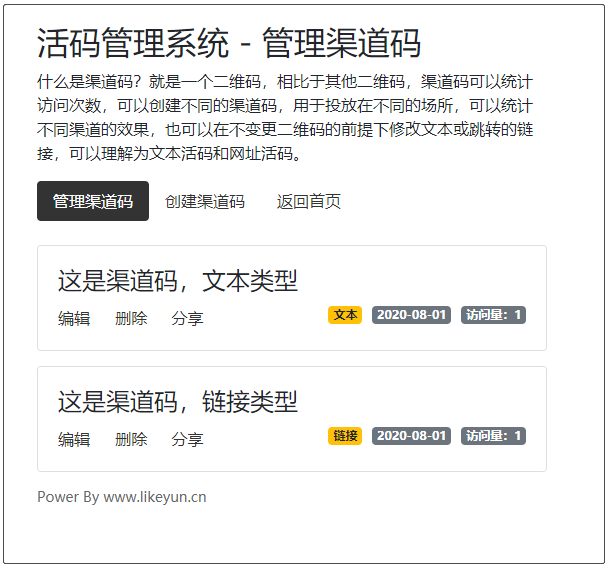 活码管理系统 - 管理渠道码
什么是渠道码？就是一个二维码，相比于其他二维码，渠道码可以统计
访问次数，可以创建不同的渠道码，用于投放在不同的场所，可以统计
不同渠道的效果，也可以在不变更二维码的前提下修改文本或跳转的链
接，可以理解为文本活码和网址活码。
管理渠道码 创建渠道码 返回首页
这是渠道码，文本类型
编辑 删除 分享 文本 2020-08-01 访问量：1
这是渠道码，链接类型
编辑 删除 分享 链接 2020-08-01 访问量：1
Power By www.likeyun.cn